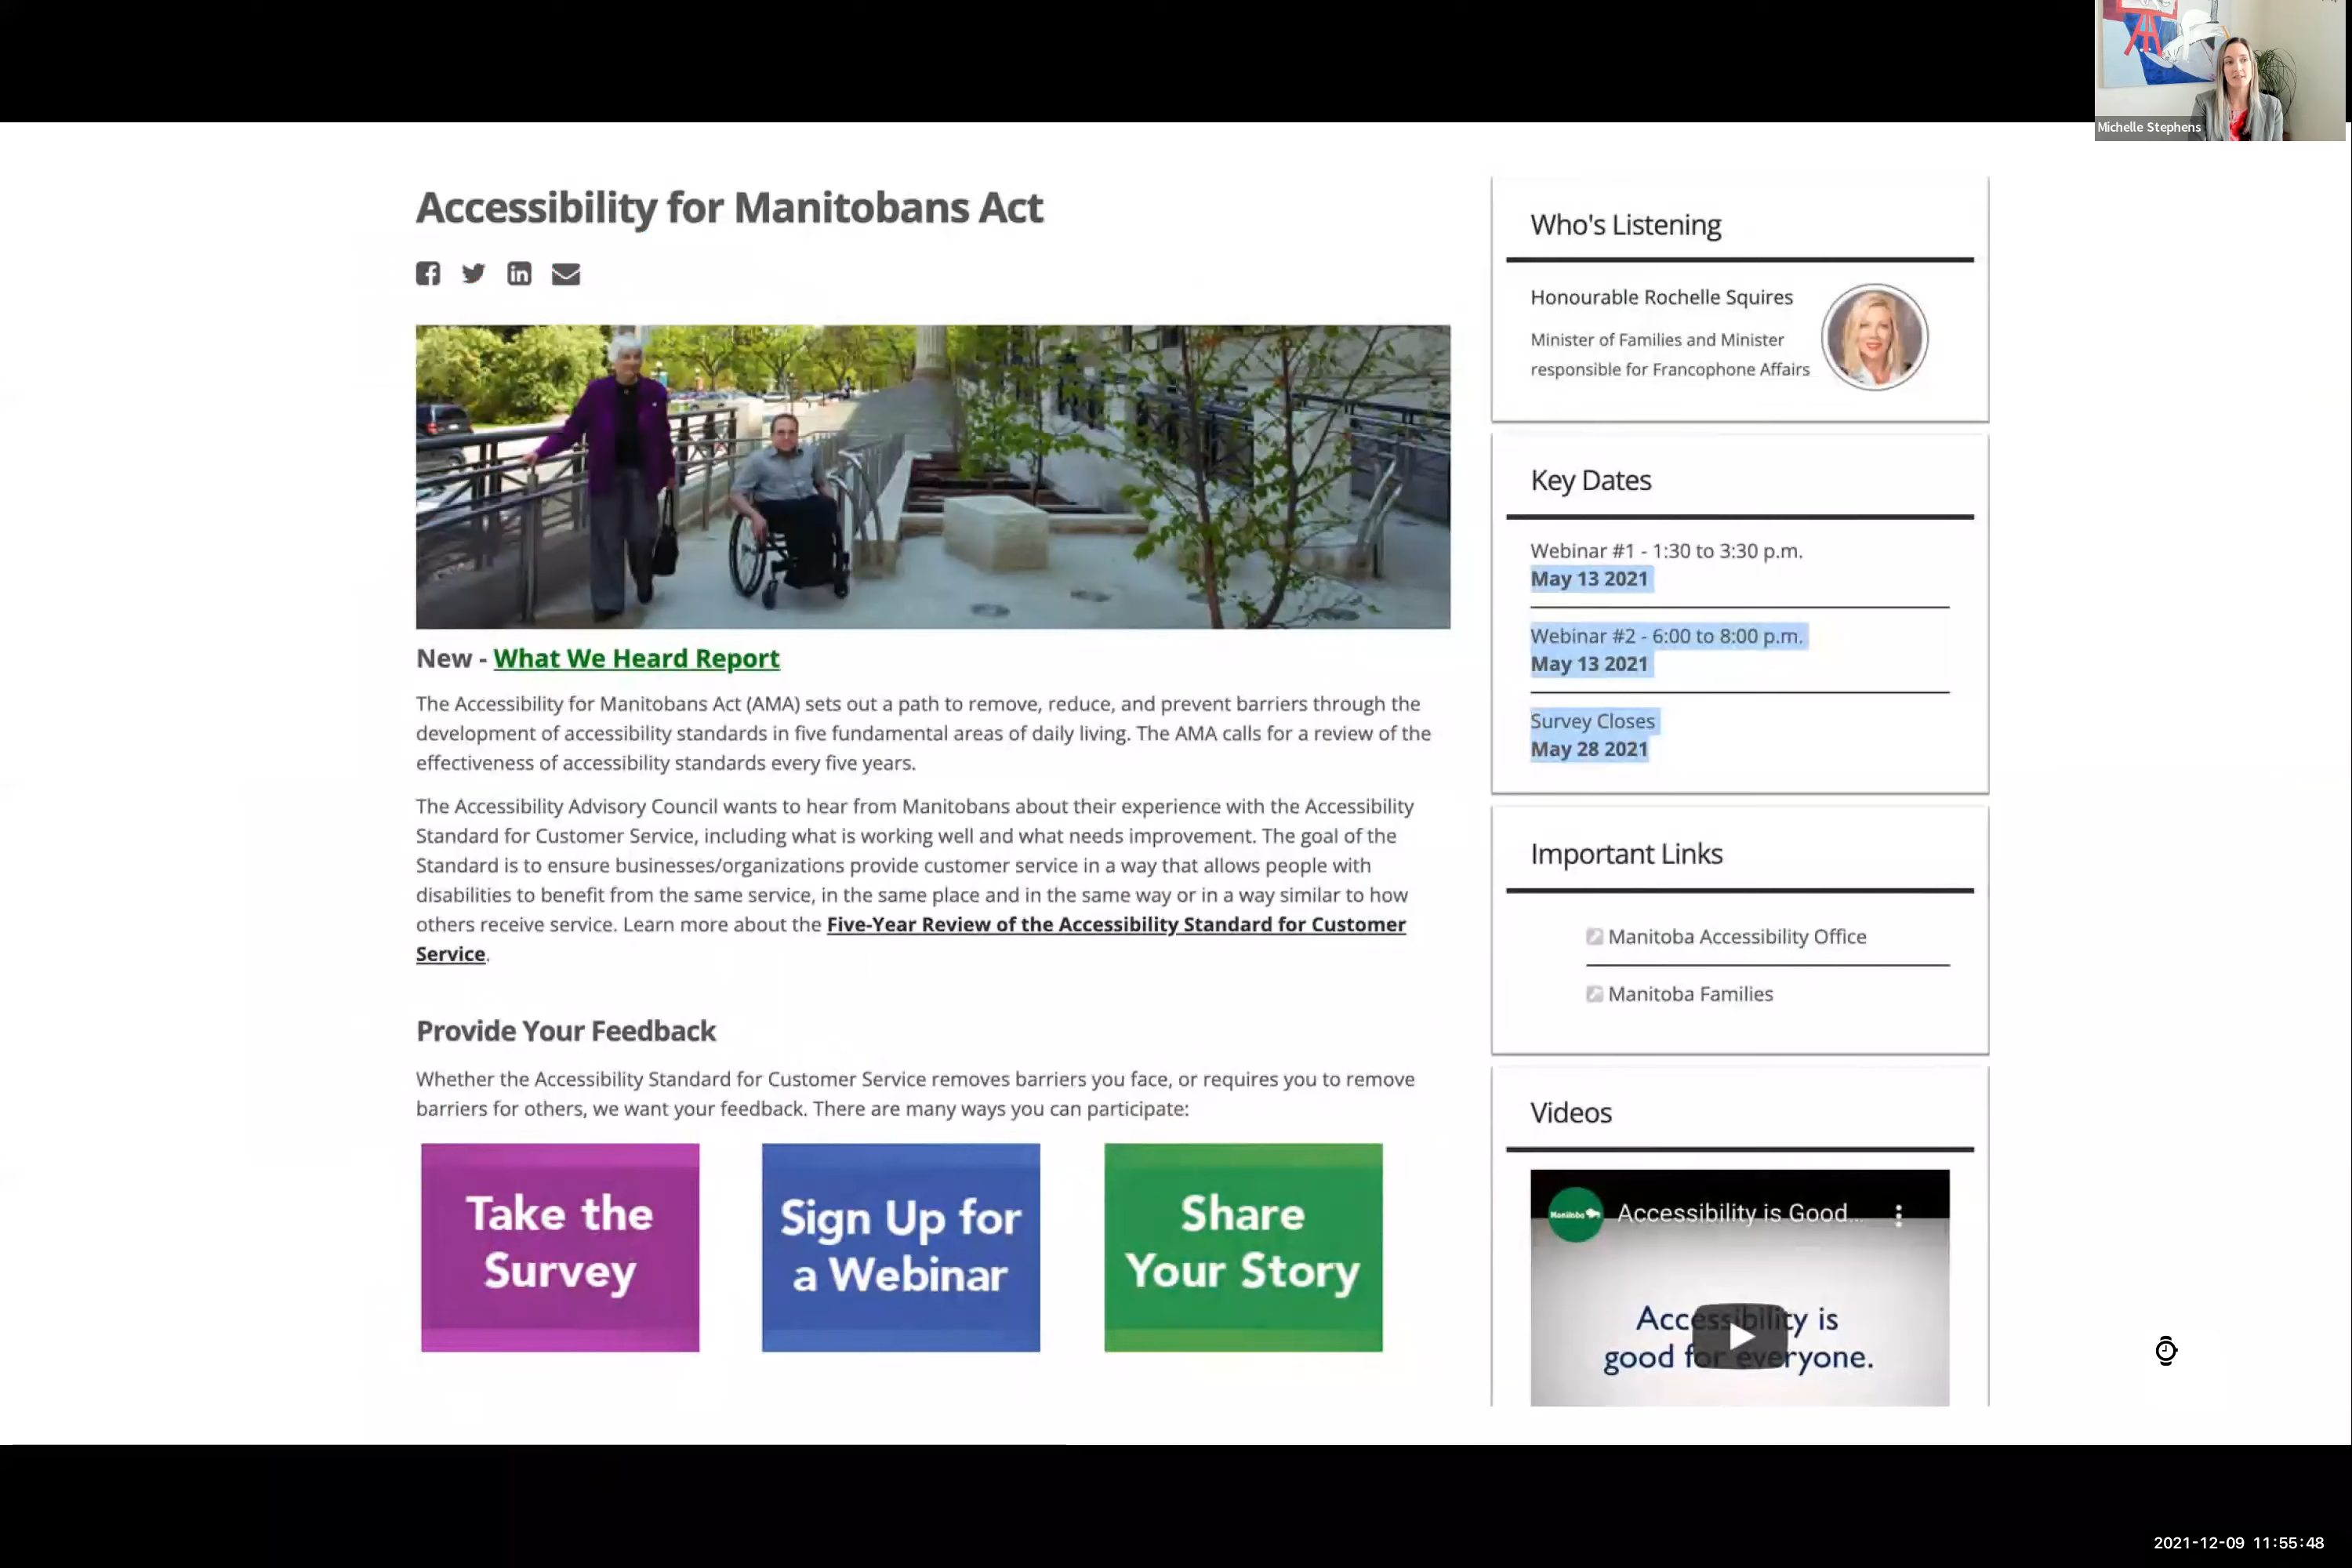 Michelle Stephens
Accessibility for Manitobans Act
New - What We Heard Report
The Accessibility for Manitobans Act (AMA) sets out a path to remove, reduce, and prevent barriers through the
development of accessibility standards in five fundamental areas of daily living. The AMA calls for a review of the
effectiveness of accessibility standards every five years.
The Accessibility Advisory Council wants to hear from Manitobans about their experience with the Accessibility
Standard for Customer Service, including what is working well and what needs improvement. The goal of the
Standard is to ensure businesses/organizations provide customer service in a way that allows people with
disabilities to benefit from the same service, in the same place and in the same way or in a way similar to how
others receive service. Learn more about the Five-Year Review of the Accessibility Standard for Customer
Service.
Provide Your Feedback
Whether the Accessibility Standard for Customer Service removes barriers you face, or requires you to remove
barriers for others, we want your feedback. There are many ways you can participate:
Take the
Survey
Sign Up for
a Webinar
Share
Your Story
Who's Listening
Honourable Rochelle Squires
Minister of Families and Minister
responsible for Francophone Affairs
Key Dates
Webinar #1 - 1:30 to 3:30 p.m.
May 13 2021
Webinar #2 - 6:00 to 8:00 p.m.
May 13 2021
Survey Closes
May 28 2021
Important Links
Manitoba Accessibility Office
Manitoba Families
Videos
Manitoba
Accessibility is Good...
Accessibility is
good for everyone.
2021-12-09 11:55:48